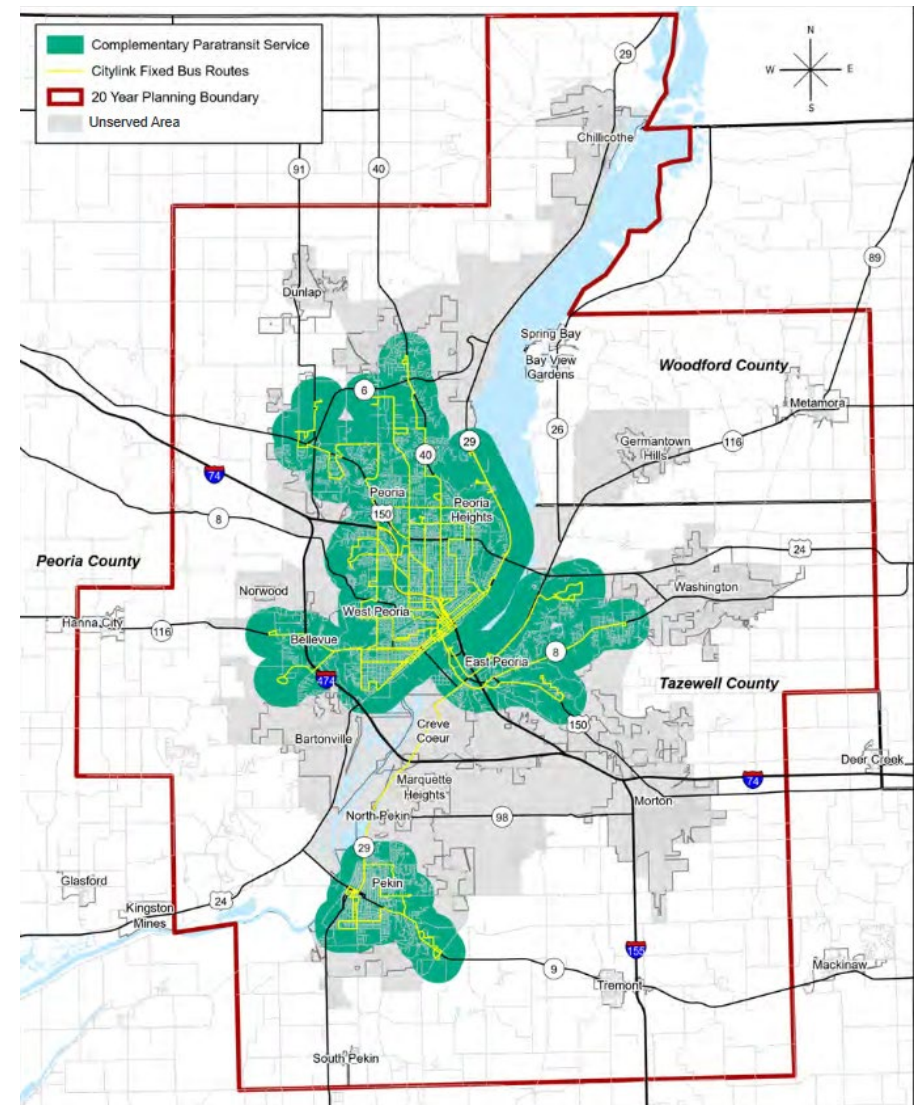 Complementary Paratransit Service
Citylink Fixed Bus Routes
20 Year Planning Boundary
Unserved Area
N
W
E
S
29
Chillicothe
91
40
89
Dunlap
Spring Bay
Bay View
Gardens
Woodford County
6
Metamora
26
29
116
Germantown
Hills
40
74
Peoria
Peoria
Heights
150
8
24
Peoria County
Washington
Norwood
West Peoria
Hanna City
116
Bellevue
8
East Peoria
474
Tazewell County
Creve
Coeur
150
Bartonville
Deer Creek
74
Marquette
Heights
Morton
North Pekin
98
29
Glasford
Pekin
24
Kingston
Mines
155
9
Mackinaw
Tremont
South Pekin